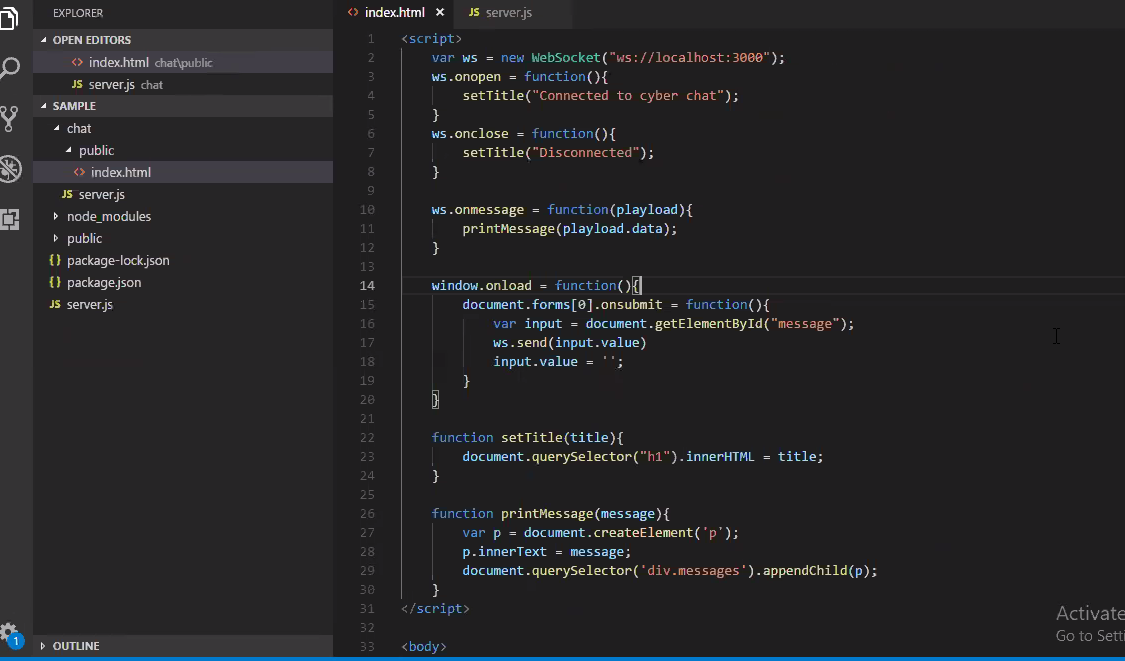 EXPLORER
OPEN EDITORS
<> index.html chat\public
JS server.js chat
SAMPLE
chat
public
<> index.html
JS server.js
node_modules
public
{} package-lock.json
{} package.json
JS server.js
OUTLINE
1
<> index.html × JS server.js
1 <script>
2 var ws = new WebSocket("ws://localhost:3000");
3 ws.onopen = function(){
4 setTitle("Connected to cyber chat");
5 }
6 ws.onclose = function(){
7 setTitle("Disconnected");
8 }
9
10 ws.onmessage = function(playload){
11 printMessage(playload.data);
12 }
13
14 window.onload = function(){
15 document.forms[0].onsubmit = function(){
16 var input = document.getElementById("message");
17 ws.send(input.value)
18 input.value = '';
19 }
20 }
21
22 function setTitle(title){
23 document.querySelector("h1").innerHTML = title;
24 }
25
26 function printMessage(message){
27 var p = document.createElement('p');
28 p.innerText = message;
29 document.querySelector('div.messages').appendChild(p);
30 }
31 </script>
32
33 <body>
Activate
Go to Setti